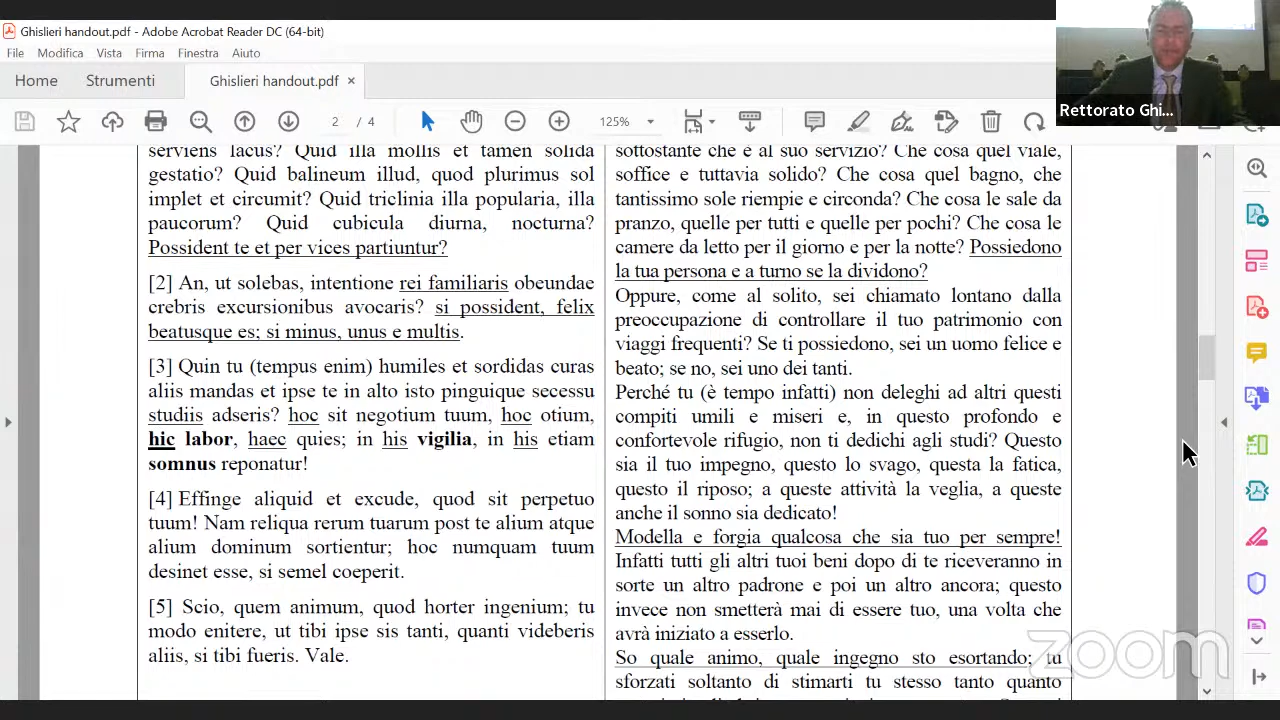 Ghislieri handout.pdf - Adobe Acrobat Reader DC (64-bit)
File Modifica Vista Firma Finestra Aiuto
Home Strumenti Ghislieri handout.pdf ×
2 / 4 125%
Rettorato Ghi...
serviens lacus? Quid illa mollis et tamen solida
gestatio? Quid balineum illud, quod plurimus sol
implet et circumit? Quid triclinia illa popularia, illa
paucorum? Quid cubicula diurna, nocturna?
Possident te et per vices partiuntur?
[2] An, ut solebas, intentione rei familiaris obeundae
crebris excursionibus avocaris? si possident, felix
beatusque es; si minus, unus e multis.
[3] Quin tu (tempus enim) humiles et sordidas curas
aliis mandas et ipse te in alto isto pinguique secessu
studiis adseris? hoc sit negotium tuum, hoc otium,
hic labor, haec quies; in his vigilia, in his etiam
somnus reponatur!
[4] Effinge aliquid et excude, quod sit perpetuo
tuum! Nam reliqua rerum tuarum post te alium atque
alium dominum sortientur; hoc numquam tuum
desinet esse, si semel coeperit.
[5] Scio, quem animum, quod horter ingenium; tu
modo enitere, ut tibi ipse sis tanti, quanti videberis
aliis, si tibi fueris. Vale.
sottostante che è al suo servizio? Che cosa quel viale,
soffice e tuttavia solido? Che cosa quel bagno, che
tantissimo sole riempie e circonda? Che cosa le sale da
pranzo, quelle per tutti e quelle per pochi? Che cosa le
camere da letto per il giorno e per la notte? Possiedono
la tua persona e a turno se la dividono?
Oppure, come al solito, sei chiamato lontano dalla
preoccupazione di controllare il tuo patrimonio con
viaggi frequenti? Se ti possiedono, sei un uomo felice e
beato; se no, sei uno dei tanti.
Perché tu (è tempo infatti) non deleghi ad altri questi
compiti umili e miseri e, in questo profondo e
confortevole rifugio, non ti dedichi agli studi? Questo
sia il tuo impegno, questo lo svago, questa la fatica,
questo il riposo; a queste attività la veglia, a queste
anche il sonno sia dedicato!
Modella e forgia qualcosa che sia tuo per sempre!
Infatti tutti gli altri tuoi beni dopo di te riceveranno in
sorte un altro padrone e poi un altro ancora; questo
invece non smetterà mai di essere tuo, una volta che
avrà iniziato a esserlo.
So quale animo, quale ingegno sto esortando; tu
sforzati soltanto di stimarti tu stesso tanto quanto
zoom